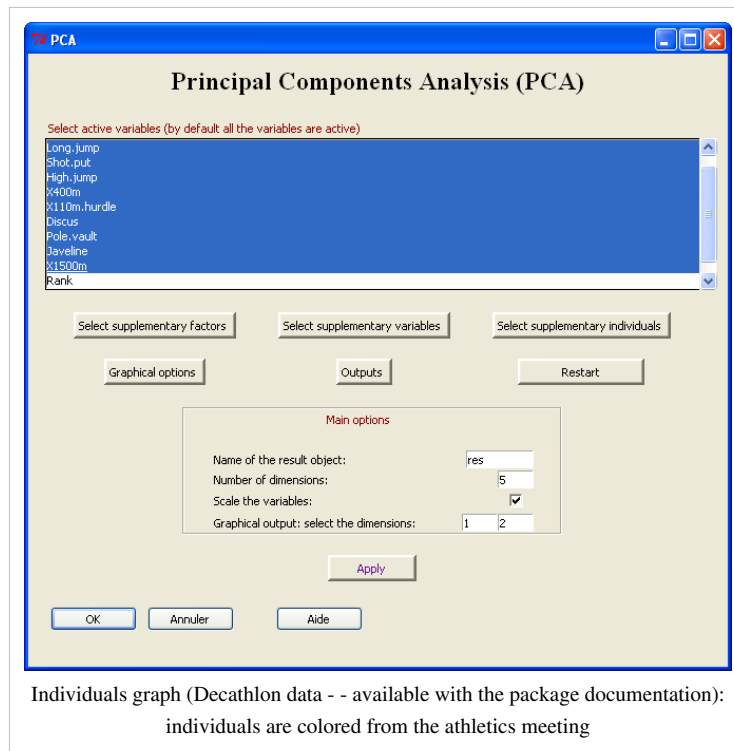 PCA
Principal Components Analysis (PCA)
Select active variables (by default all the variables are active)
Long.jump
Shot.put
High.jump
X400m
X110m.hurdle
Discus
Pole.vault
Javeline
X1500m
Rank
Select supplementary factors
Select supplementary variables
Select supplementary individuals
Graphical options
Outputs
Restart
Main options
Name of the result object: res
Number of dimensions: 5
Scale the variables:
Graphical output: select the dimensions: 1 2
Apply
OK
Annuler
Aide
Individuals graph (Decathlon data - - available with the package documentation):
individuals are colored from the athletics meeting